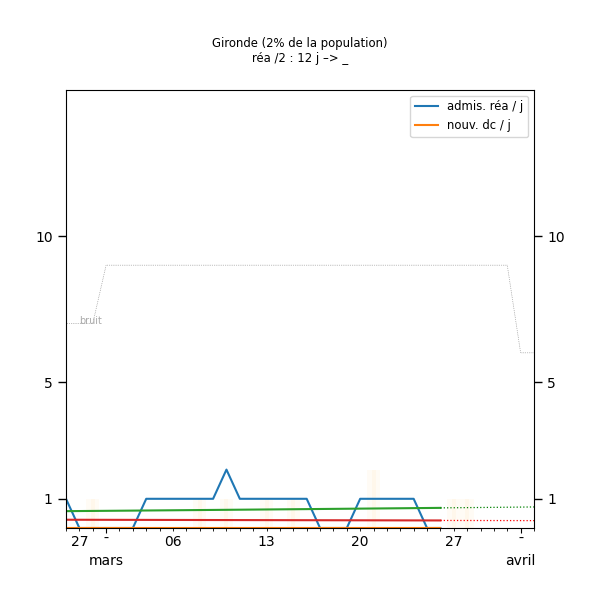 Gironde (2% de la population)
réa /2 : 12 j –> _
admis. réa / j
nouv. dc / j
10 10
bruit
5 5
1 1
27 - 06 13 20 27 -
mars avril